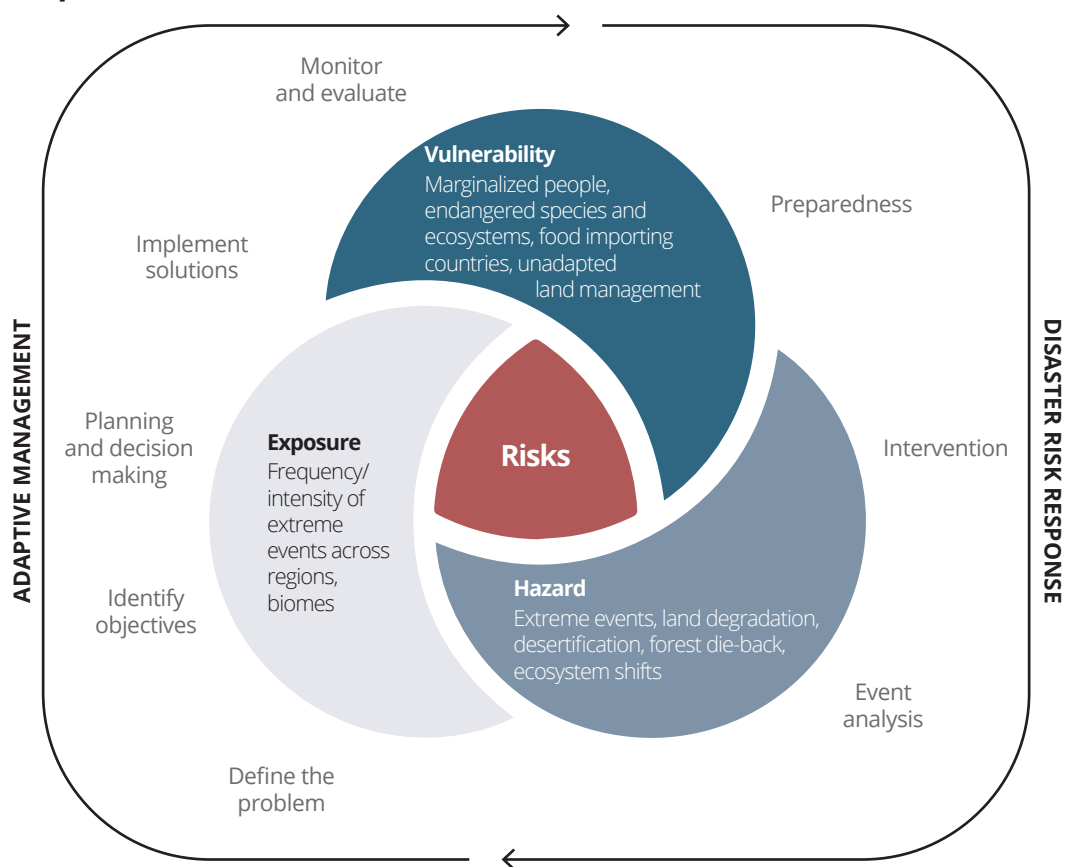 Monitor
and evaluate
Vulnerability
Marginalized people,
endangered species and
ecosystems, food importing
countries, unadapted
land management
Preparedness
Implement
solutions
ADAPTIVE MANAGEMENT
DISASTER RISK RESPONSE
Planning
and decision
making
Exposure
Frequency/
intensity of
extreme
events across
regions,
biomes
Risks
Intervention
Identify
objectives
Hazard
Extreme events, land degradation,
desertification, forest die-back,
ecosystem shifts
Event
analysis
Define the
problem